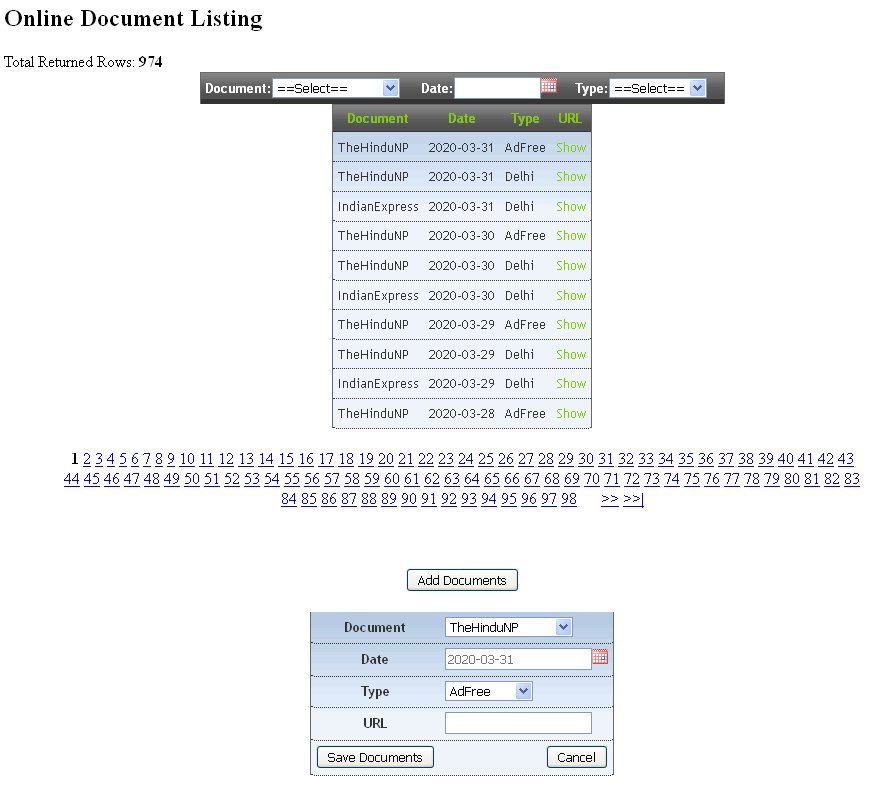 Online Document Listing
Total Returned Rows: 974
Document: ==Select== Date: Type: ==Select==
Document Date Type URL
TheHinduNP 2020-03-31 AdFree Show
TheHinduNP 2020-03-31 Delhi Show
IndianExpress 2020-03-31 Delhi Show
TheHinduNP 2020-03-30 AdFree Show
TheHinduNP 2020-03-30 Delhi Show
IndianExpress 2020-03-30 Delhi Show
TheHinduNP 2020-03-29 AdFree Show
TheHinduNP 2020-03-29 Delhi Show
IndianExpress 2020-03-29 Delhi Show
TheHinduNP 2020-03-28 AdFree Show
1 2 3 4 5 6 7 8 9 10 11 12 13 14 15 16 17 18 19 20 21 22 23 24 25 26 27 28 29 30 31 32 33 34 35 36 37 38 39 40 41 42 43
44 45 46 47 48 49 50 51 52 53 54 55 56 57 58 59 60 61 62 63 64 65 66 67 68 69 70 71 72 73 74 75 76 77 78 79 80 81 82 83
84 85 86 87 88 89 90 91 92 93 94 95 96 97 98 >> >>|
Add Documents
Document TheHinduNP
Date 2020-03-31
Type AdFree
URL
Save Documents Cancel